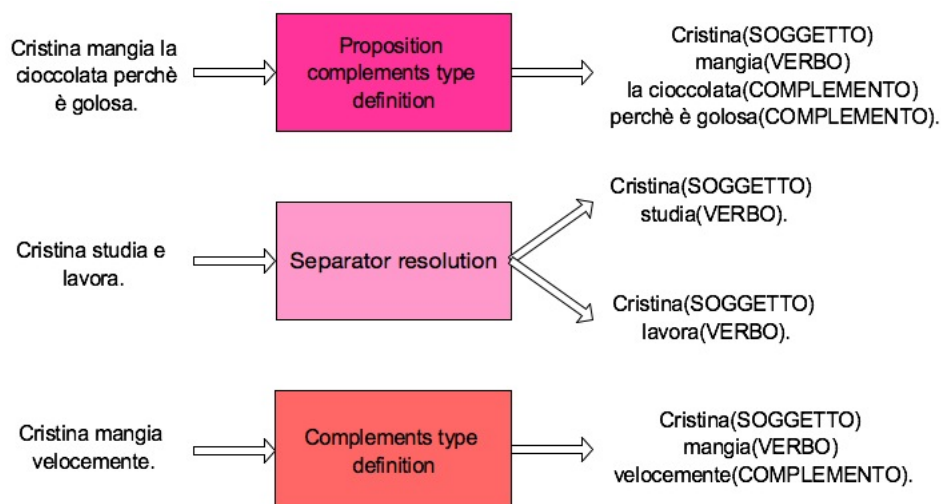 Cristina mangia la
cioccolata perchè
è golosa.
Proposition
complements type
definition
Cristina(SOGGETTO)
mangia(VERBO)
la cioccolata(COMPLEMENTO)
perchè è golosa(COMPLEMENTO).
Cristina studia e
lavora.
Separator resolution
Cristina(SOGGETTO)
studia(VERBO).
Cristina(SOGGETTO)
lavora(VERBO).
Cristina mangia
velocemente.
Complements type
definition
Cristina(SOGGETTO)
mangia(VERBO)
velocemente(COMPLEMENTO).